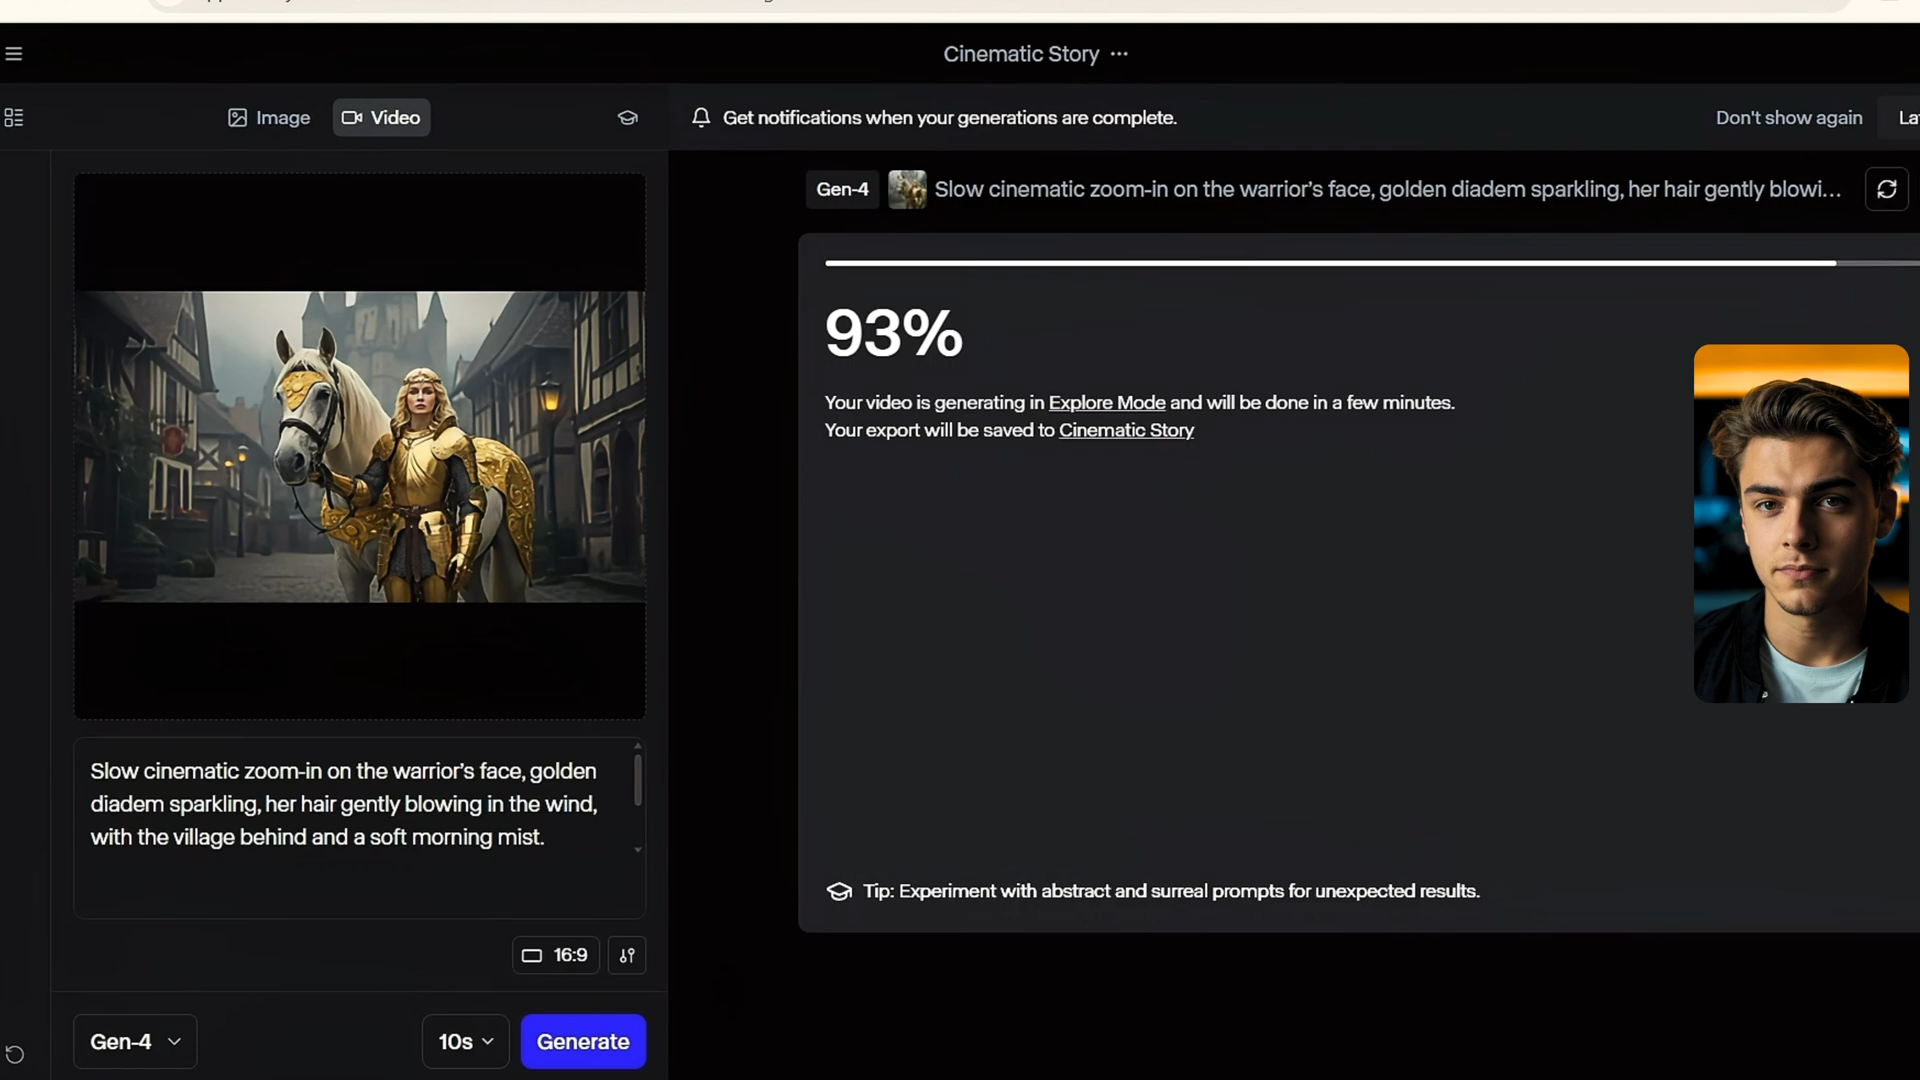 Cinematic Story ...
Image
Video
Get notifications when your generations are complete.
Don't show again
Gen-4
Slow cinematic zoom-in on the warrior's face, golden diadem sparkling, her hair gently blowi...
93%
Your video is generating in Explore Mode and will be done in a few minutes.
Your export will be saved to Cinematic Story
Slow cinematic zoom-in on the warrior's face, golden
diadem sparkling, her hair gently blowing in the wind,
with the village behind and a soft morning mist.
Tip: Experiment with abstract and surreal prompts for unexpected results.
16:9
Gen-4
10s
Generate